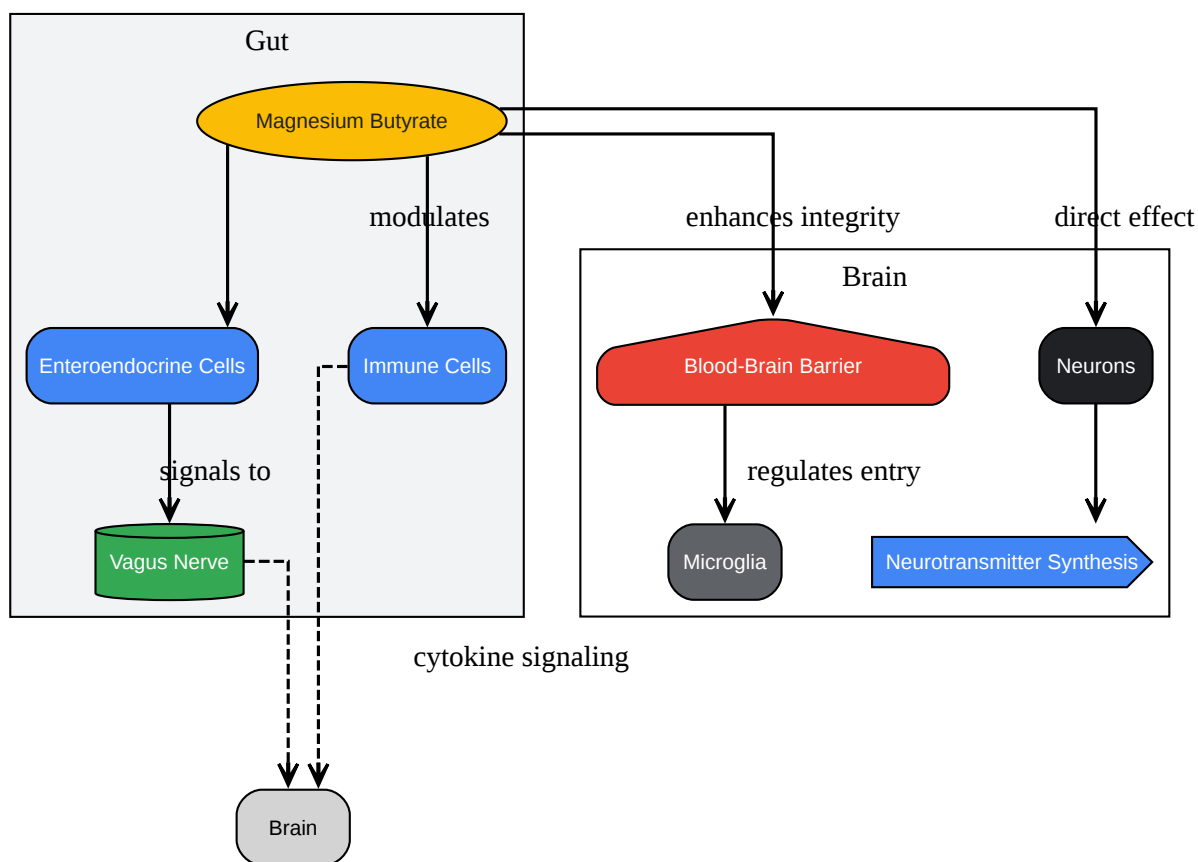 Gut
Magnesium Butyrate
modulates
enhances integrity
direct effect
Brain
Enteroendocrine Cells
Immune Cells
Blood-Brain Barrier
Neurons
signals to
regulates entry
Vagus Nerve
Microglia
Neurotransmitter Synthesis
cytokine signaling
Brain